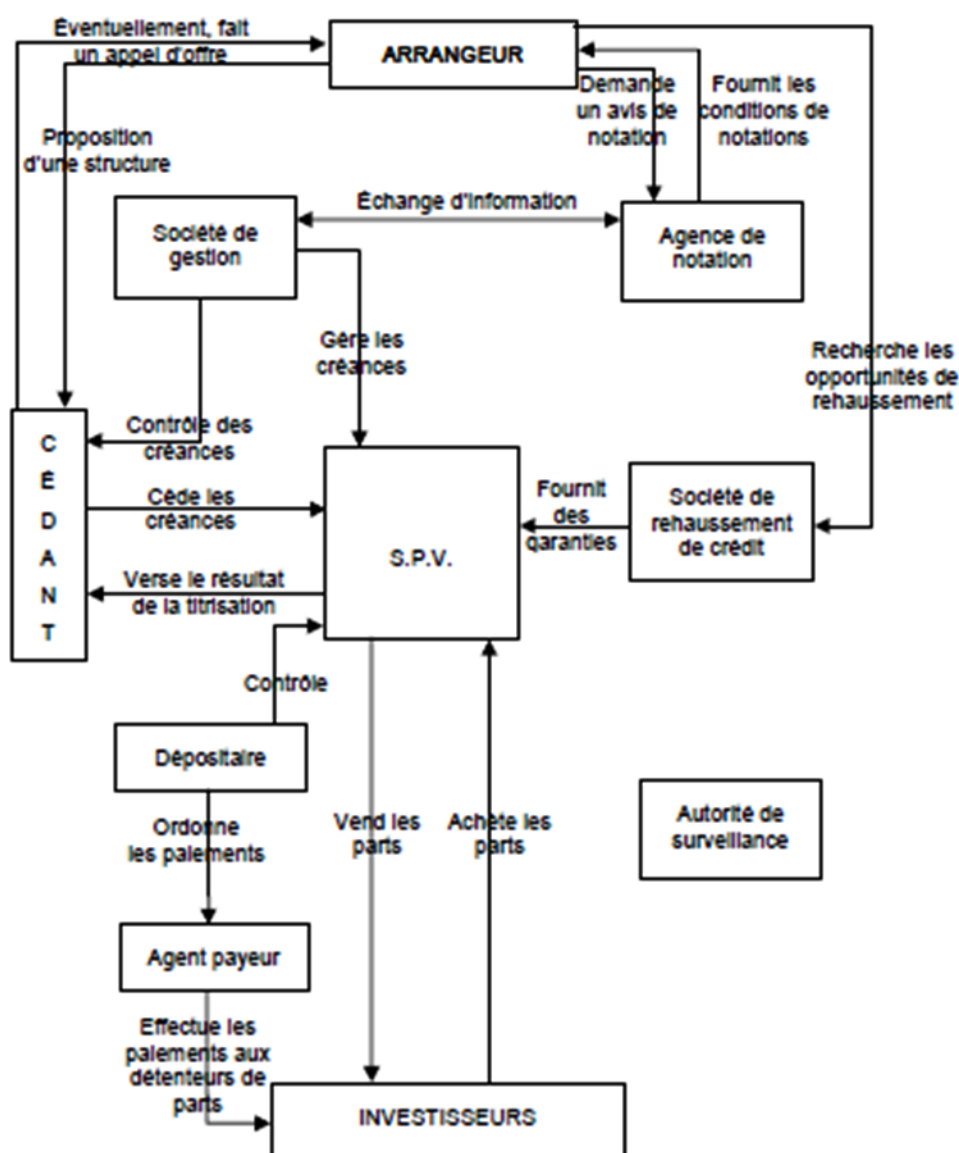 Éventuellement, fait
un appel d'offre
ARRANGEUR
Demande
un avis de
notation
Fournit les
conditions de
notations
Proposition
d'une structure
Échange d'information
Société de
gestion
Agence de
notation
Gère les
créances
Recherche les
opportunités de
rehaussement
C
É
D
A
N
T
Contrôle des
créances
Cède les
créances
Verse le résultat
de la titrisation
S.P.V.
Fournit
des
garanties
Société de
rehaussement
de crédit
Contrôle
Dépositaire
Ordonne
les paiements
Vend les
parts
Achète les
parts
Autorité de
surveillance
Agent payeur
Effectue les
paiements aux
détenteurs de
parts
INVESTISSEURS